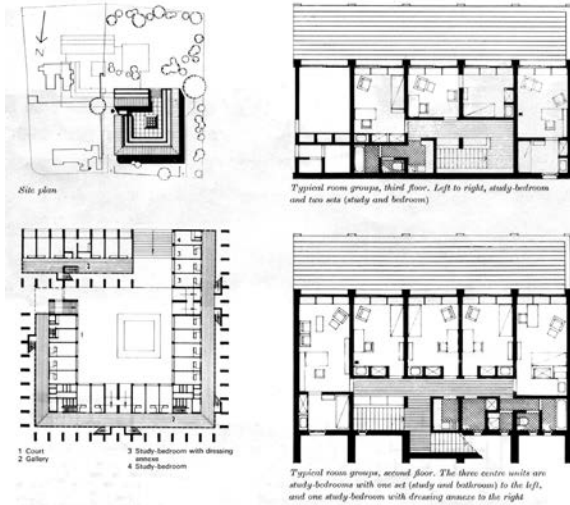 N
Site plan
Typical room groups, third floor. Left to right, study-bedroom
and two sets (study and bedroom)
1 Court
2 Gallery
3 Study-bedroom with dressing
annexe
4 Study-bedroom
Typical room groups, second floor. The three centre units are
study-bedrooms with one set (study and bathroom) to the left,
and one study-bedroom with dressing annexe to the right